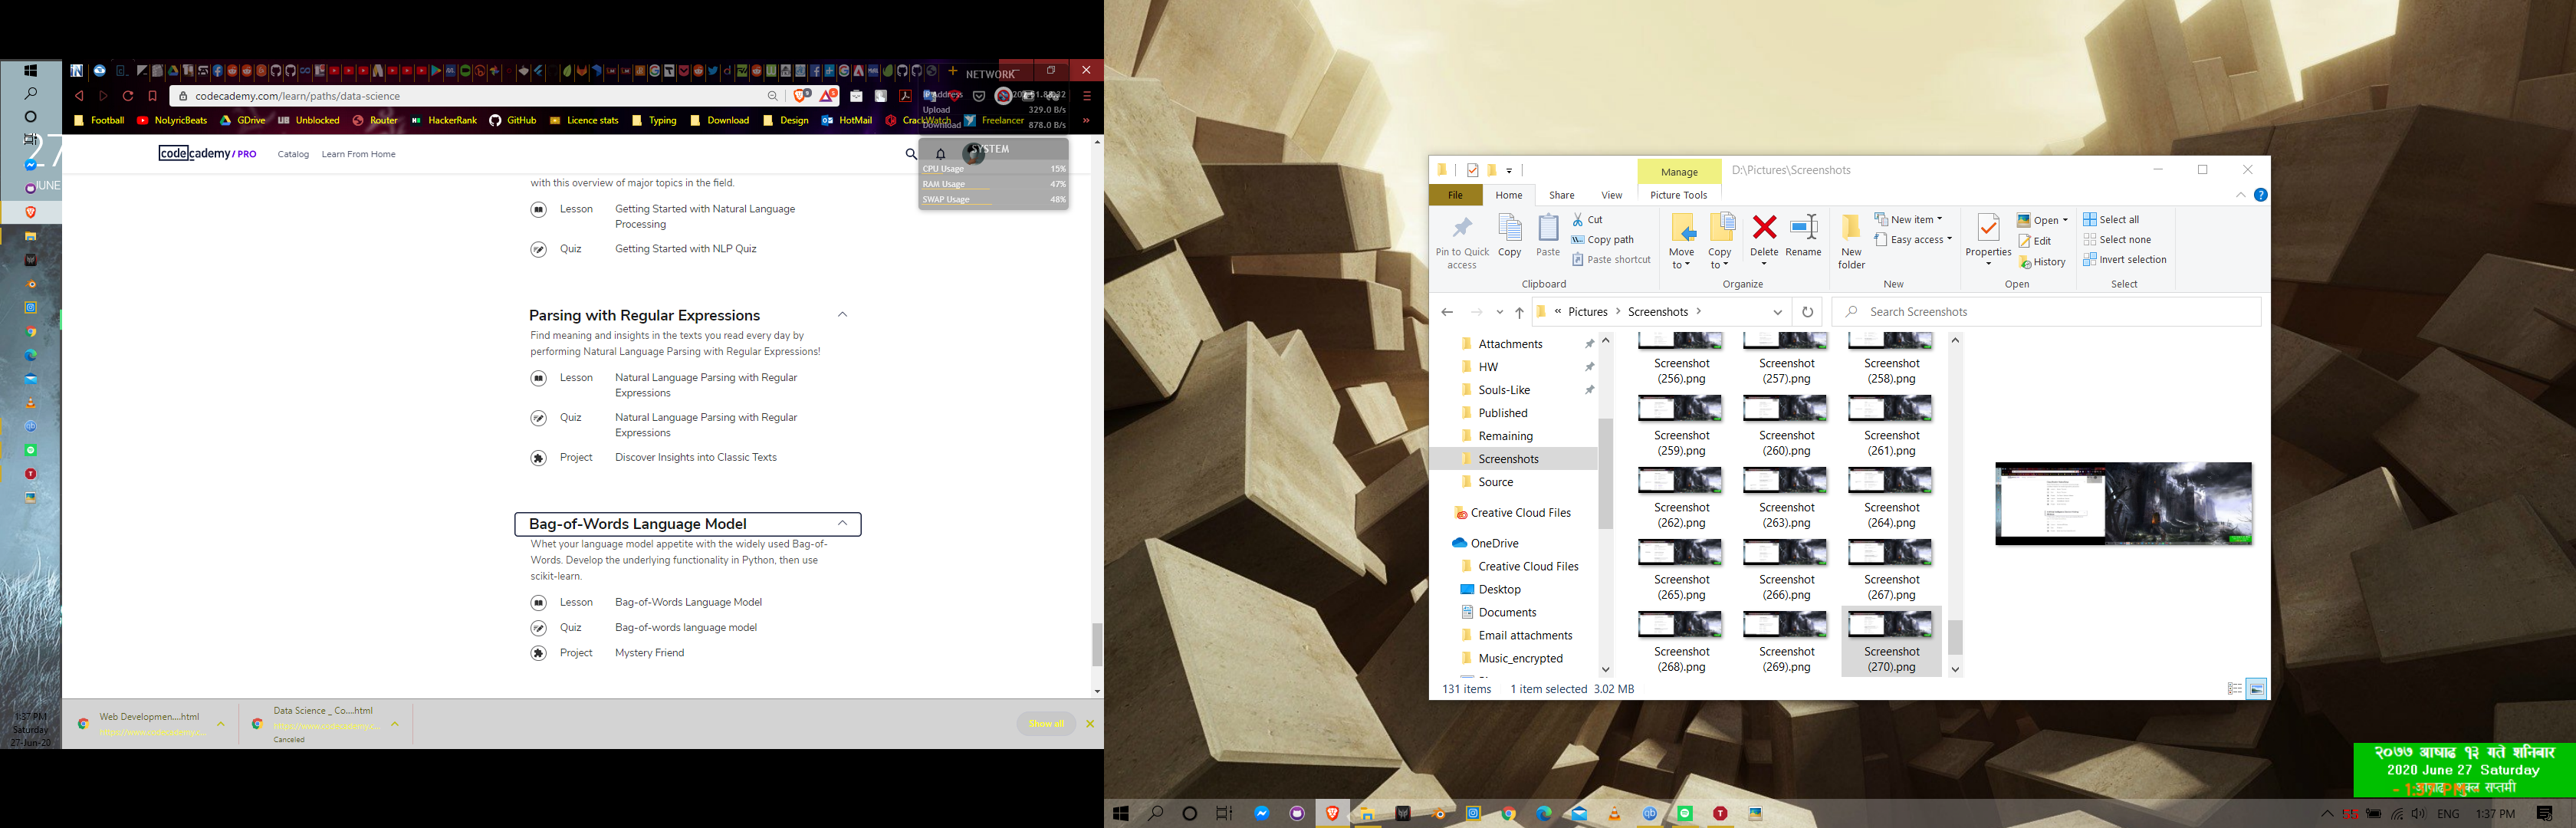 27
JUNE
1:37 PM
Saturday
27-Jun-20
codecademy.com/learn/paths/data-science
Football
NoLyricBeats
GDrive
Unblocked
Router
HackerRank
GitHub
Licence stats
Typing
Download
Design
HotMail
CrackWatch
Freelancer
NETWORK
Upload 329.0 B/s
Download 878.0 B/s
SYSTEM
CPU Usage 15%
RAM Usage 47%
SWAP Usage 48%
codecademy / PRO
Catalog
Learn From Home
with this overview of major topics in the field.
Lesson Getting Started with Natural Language
Processing
Quiz Getting Started with NLP Quiz
Parsing with Regular Expressions
Find meaning and insights in the texts you read every day by
performing Natural Language Parsing with Regular Expressions!
Lesson Natural Language Parsing with Regular
Expressions
Quiz Natural Language Parsing with Regular
Expressions
Project Discover Insights into Classic Texts
Bag-of-Words Language Model
Whet your language model appetite with the widely used Bag-of-
Words. Develop the underlying functionality in Python, then use
scikit-learn.
Lesson Bag-of-Words Language Model
Quiz Bag-of-words language model
Project Mystery Friend
Web Developmen....html
https://www.codecademy.c...
Data Science _ Co....html
https://www.codecademy.c...
Canceled
Show all
Manage
D:\Pictures\Screenshots
File
Home
Share
View
Picture Tools
Pin to Quick
access
Copy
Paste
Cut
Copy path
Paste shortcut
Clipboard
Move
to
Copy
to
Delete
Rename
Organize
New
folder
New item
Easy access
New
Properties
Open
Edit
History
Open
Select all
Select none
Invert selection
Select
« Pictures > Screenshots >
Search Screenshots
Attachments
HW
Souls-Like
Published
Remaining
Screenshots
Source
Creative Cloud Files
OneDrive
Creative Cloud Files
Desktop
Documents
Email attachments
Music_encrypted
Screenshot (256).png
Screenshot (257).png
Screenshot (258).png
Screenshot (259).png
Screenshot (260).png
Screenshot (261).png
Screenshot (262).png
Screenshot (263).png
Screenshot (264).png
Screenshot (265).png
Screenshot (266).png
Screenshot (267).png
Screenshot (268).png
Screenshot (269).png
Screenshot (270).png
131 items
1 item selected 3.02 MB
२०७७ आषाढ १३ गते शनिबार
2020 June 27 Saturday
सप्तमी
- 1:37 PM
ENG
1:37 PM